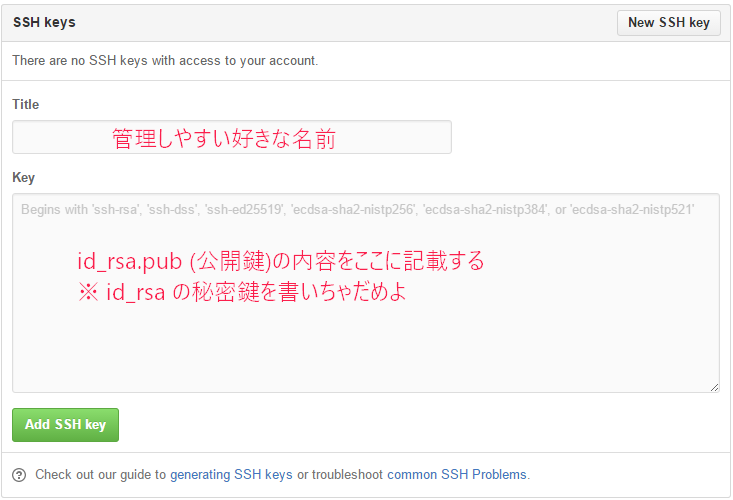 SSH keys
New SSH key
There are no SSH keys with access to your account.
Title
管理しやすい好きな名前
Key
Begins with 'ssh-rsa', 'ssh-dss', 'ssh-ed25519', 'ecdsa-sha2-nistp256', 'ecdsa-sha2-nistp384', or 'ecdsa-sha2-nistp521'
id_rsa.pub (公開鍵)の内容をここに記載する
※ id_rsa の秘密鍵を書いちゃだめよ
Add SSH key
Check out our guide to generating SSH keys or troubleshoot common SSH Problems.